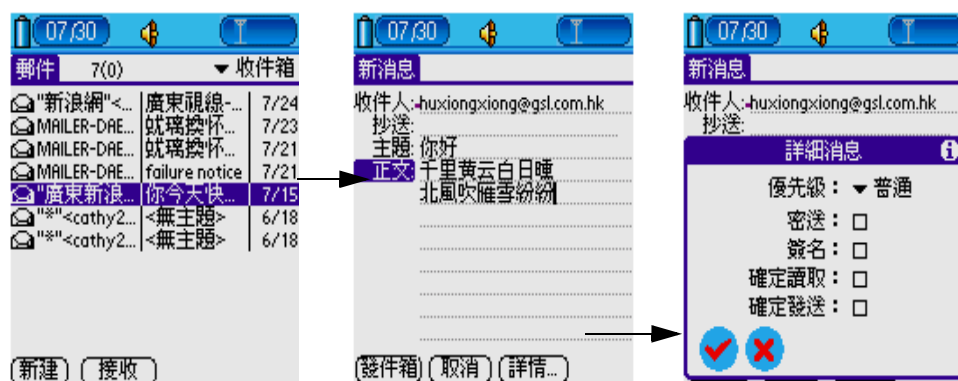 07/30
郵件 7(0) 收件箱
"新浪網"<... 廣東視線-... 7/24
MAILER-DAE... 就璃換怀... 7/23
MAILER-DAE... 就璃換怀... 7/21
MAILER-DAE... failure notice 7/21
"廣東新浪... 你今天快... 7/15
"*"<cathy2... <無主題> 6/18
"*"<cathy2... <無主題> 6/18
新建 接收
07/30
新消息
收件人: huxiongxiong@gsl.com.hk
抄送:
主題: 你好
正文: 千里黄云白日曛
北風吹雁雪紛紛
發件箱 取消 詳情...
07/30
新消息
收件人: huxiongxiong@gsl.com.hk
抄送:
詳細消息
優先級： 普通
密送：
簽名：
確定讀取：
確定發送：